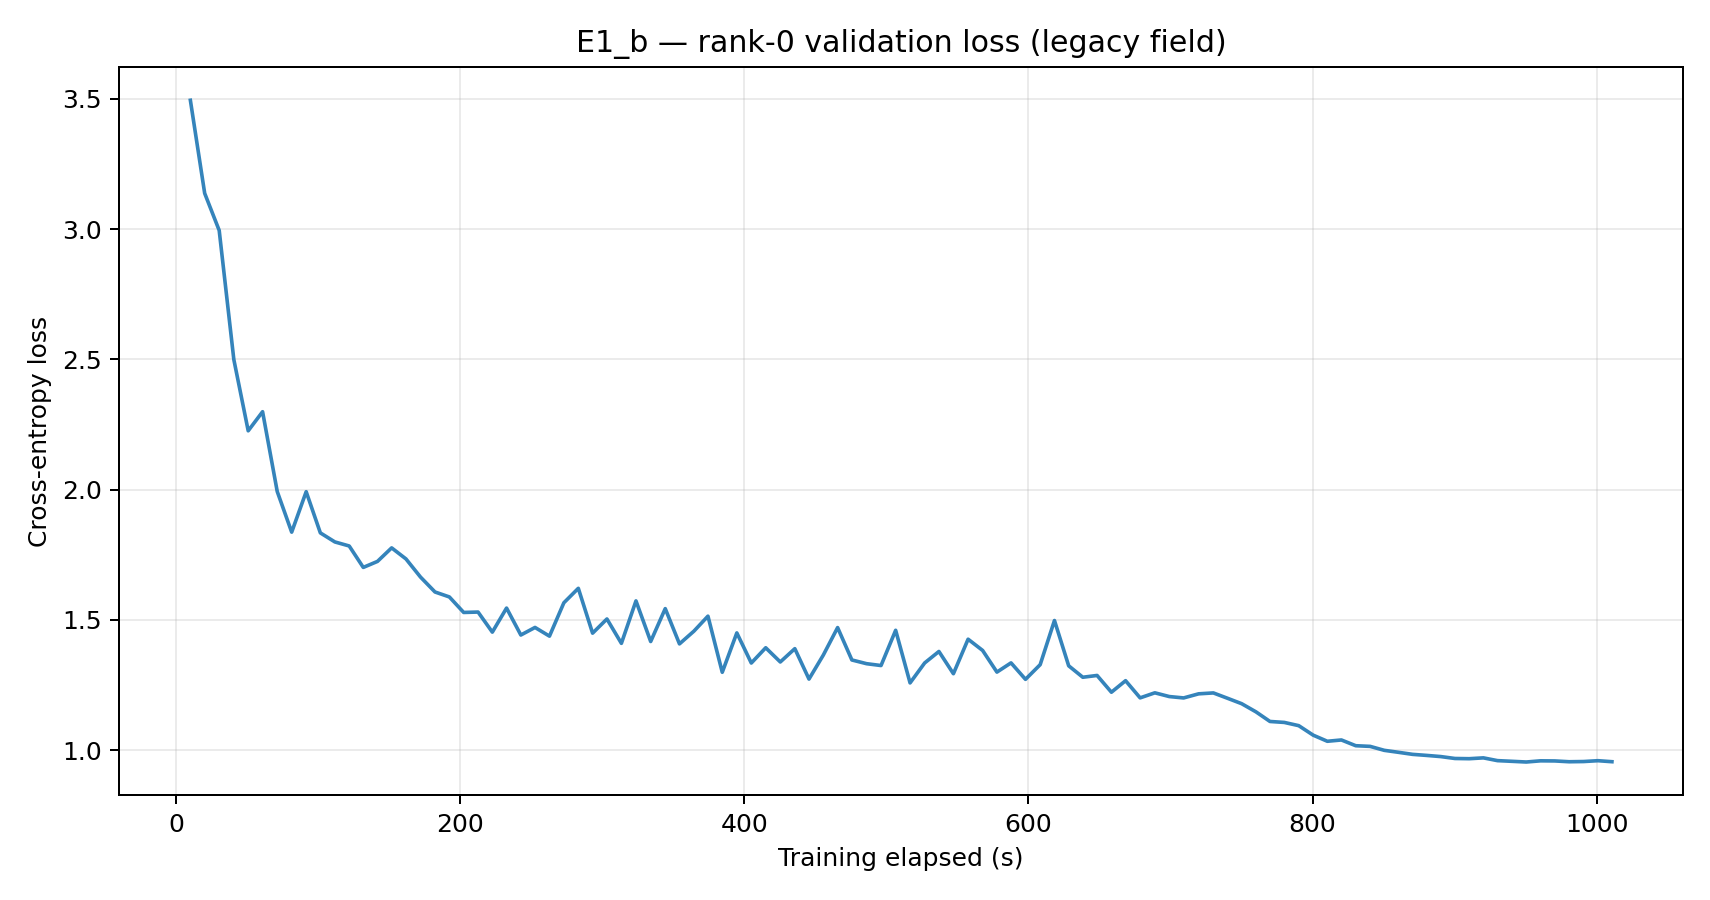 E1_b — rank-0 validation loss (legacy field)
Cross-entropy loss
3.5
3.0
2.5
2.0
1.5
1.0
0 200 400 600 800 1000
Training elapsed (s)